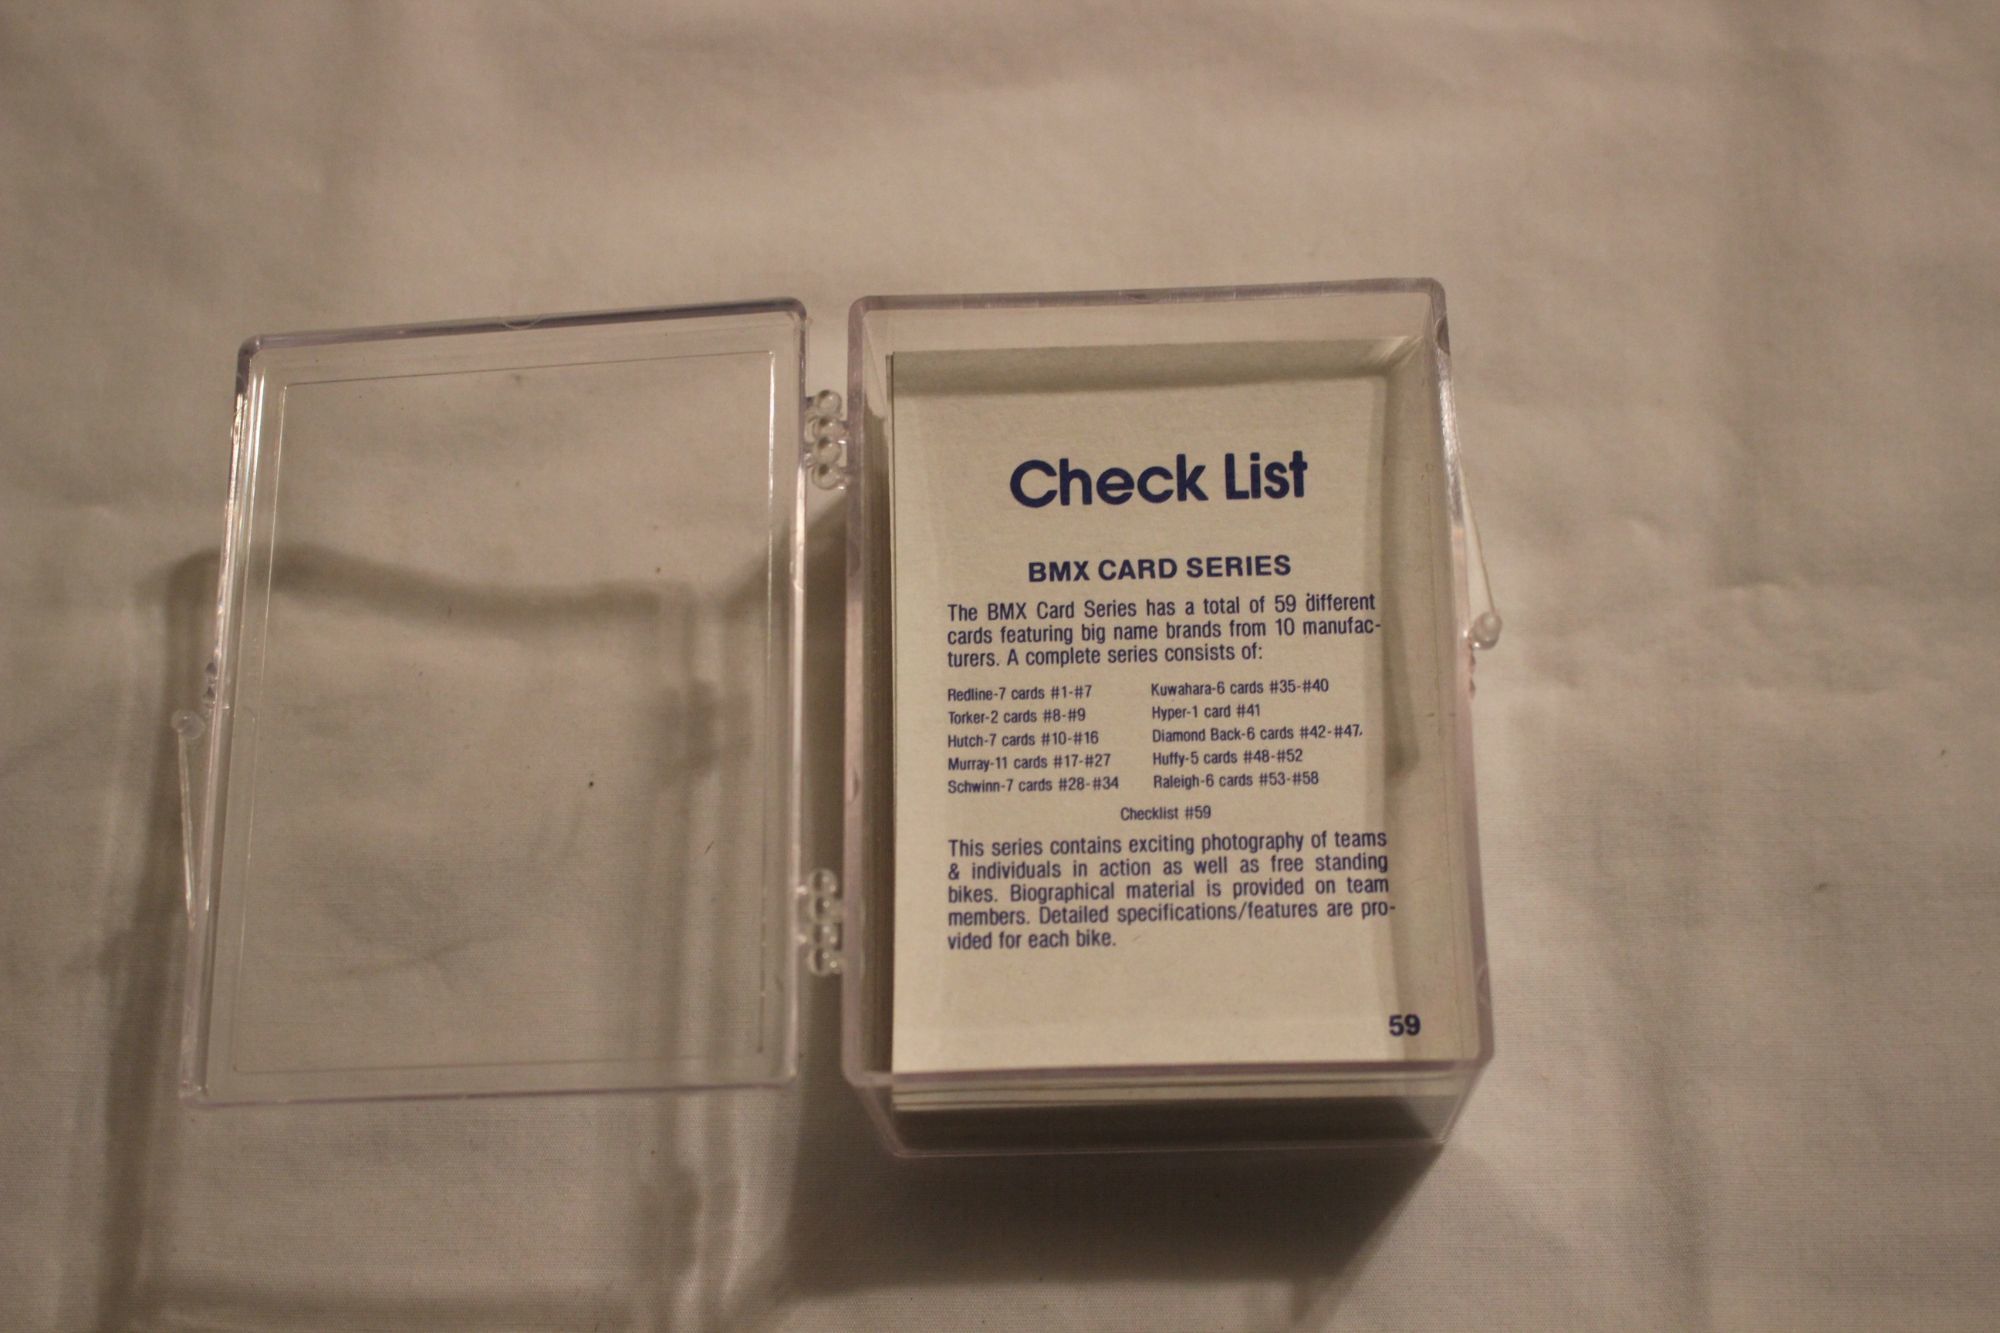 Check List
BMX CARD SERIES
The BMX Card Series has a total of 59 different
cards featuring big name brands from 10 manufac-
turers. A complete series consists of:
Redline-7 cards #1-#7
Torker-2 cards #8-#9
Hutch-7 cards #10-#16
Murray-11 cards #17-#27
Schwinn-7 cards #28-#34
Kuwahara-6 cards #35-#40
Hyper-1 card #41
Diamond Back-6 cards #42-#47
Huffy-5 cards #48-#52
Raleigh-6 cards #53-#58
Checklist #59
This series contains exciting photography of teams
& individuals in action as well as free standing
bikes. Biographical material is provided on team
members. Detailed specifications/features are pro-
vided for each bike.
59